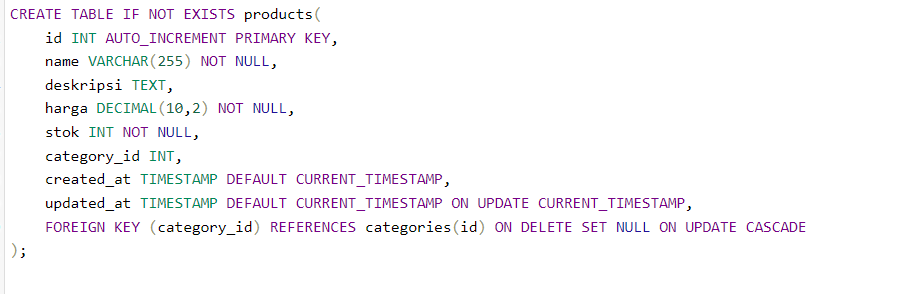 CREATE TABLE IF NOT EXISTS products(
    id INT AUTO_INCREMENT PRIMARY KEY,
    name VARCHAR(255) NOT NULL,
    deskripsi TEXT,
    harga DECIMAL(10,2) NOT NULL,
    stok INT NOT NULL,
    category_id INT,
    created_at TIMESTAMP DEFAULT CURRENT_TIMESTAMP,
    updated_at TIMESTAMP DEFAULT CURRENT_TIMESTAMP ON UPDATE CURRENT_TIMESTAMP,
    FOREIGN KEY (category_id) REFERENCES categories(id) ON DELETE SET NULL ON UPDATE CASCADE
);